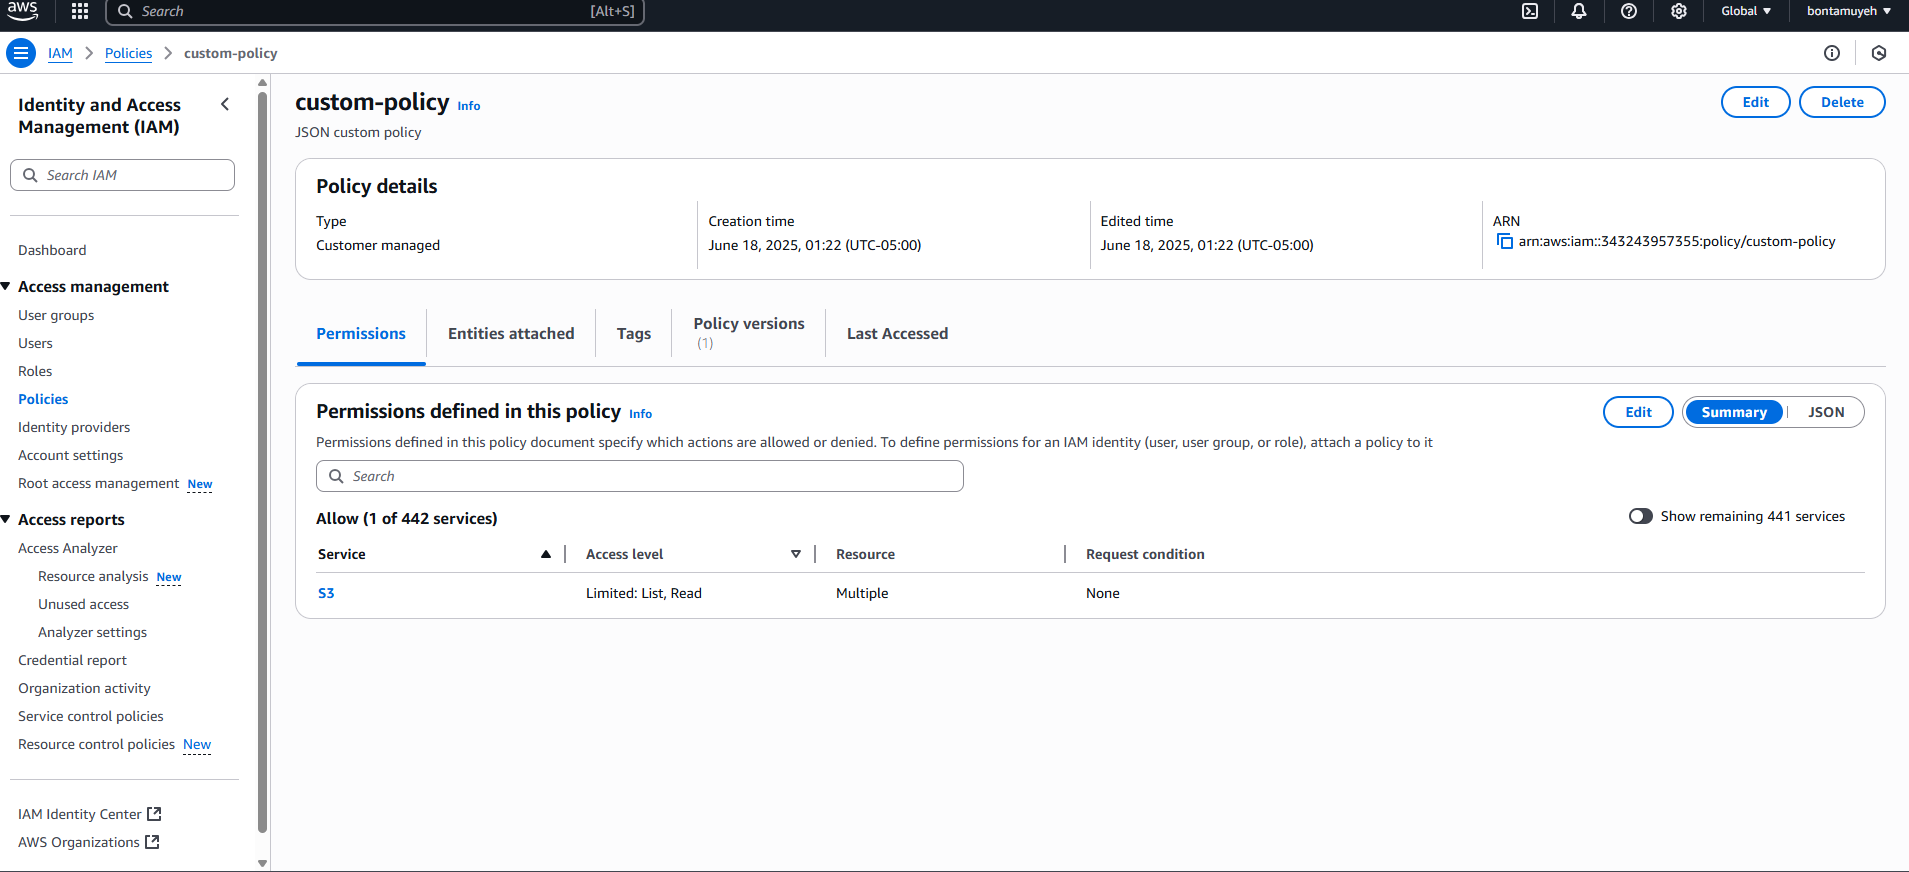 aws
Search [Alt+S]
Global
bontamuyeh
IAM Policies custom-policy
Identity and Access
Management (IAM)
Search IAM
Dashboard
Access management
User groups
Users
Roles
Policies
Identity providers
Account settings
Root access management New
Access reports
Access Analyzer
Resource analysis New
Unused access
Analyzer settings
Credential report
Organization activity
Service control policies
Resource control policies New
IAM Identity Center
AWS Organizations
custom-policy Info
JSON custom policy
Edit
Delete
Policy details
Type
Customer managed
Creation time
June 18, 2025, 01:22 (UTC-05:00)
Edited time
June 18, 2025, 01:22 (UTC-05:00)
ARN
arn:aws:iam::343243957355:policy/custom-policy
Permissions
Entities attached
Tags
Policy versions
(1)
Last Accessed
Permissions defined in this policy Info
Edit
Summary
JSON
Permissions defined in this policy document specify which actions are allowed or denied. To define permissions for an IAM identity (user, user group, or role), attach a policy to it
Search
Allow (1 of 442 services)
Show remaining 441 services
Service Access level Resource Request condition
S3 Limited: List, Read Multiple None